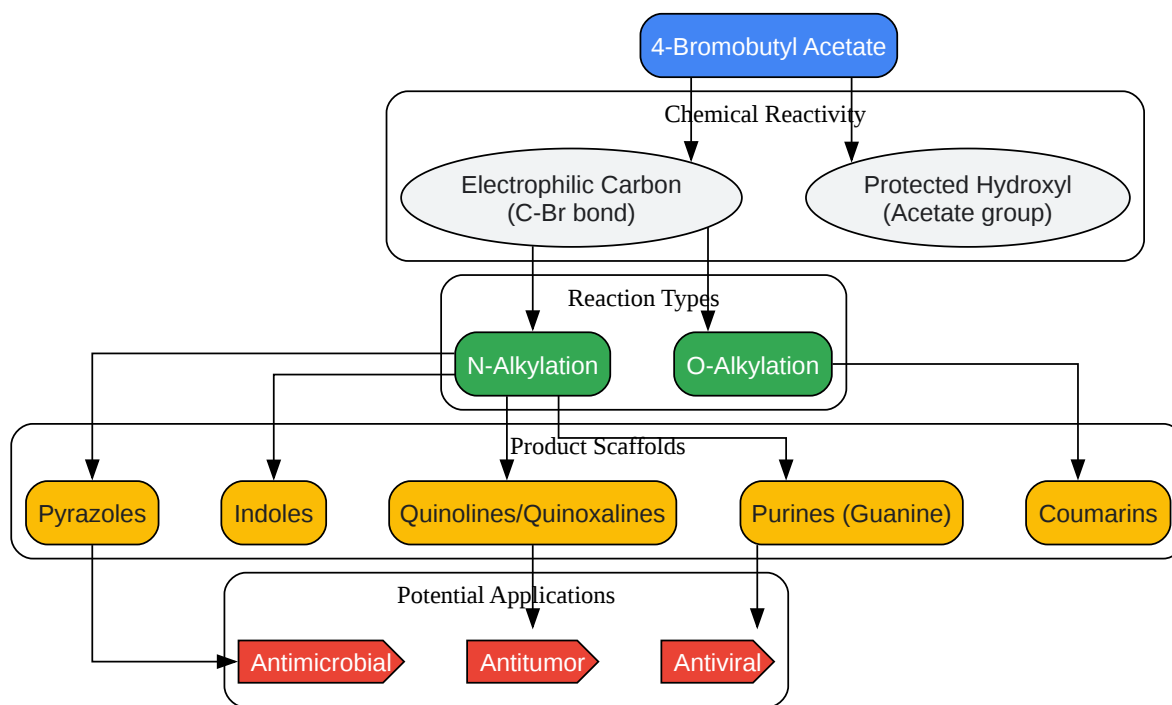 4-Bromobutyl Acetate
Chemical Reactivity
Electrophilic Carbon
(C-Br bond)
Protected Hydroxyl
(Acetate group)
Reaction Types
N-Alkylation
O-Alkylation
Product Scaffolds
Pyrazoles
Indoles
Quinolines/Quinoxalines
Purines (Guanine)
Coumarins
Potential Applications
Antimicrobial
Antitumor
Antiviral